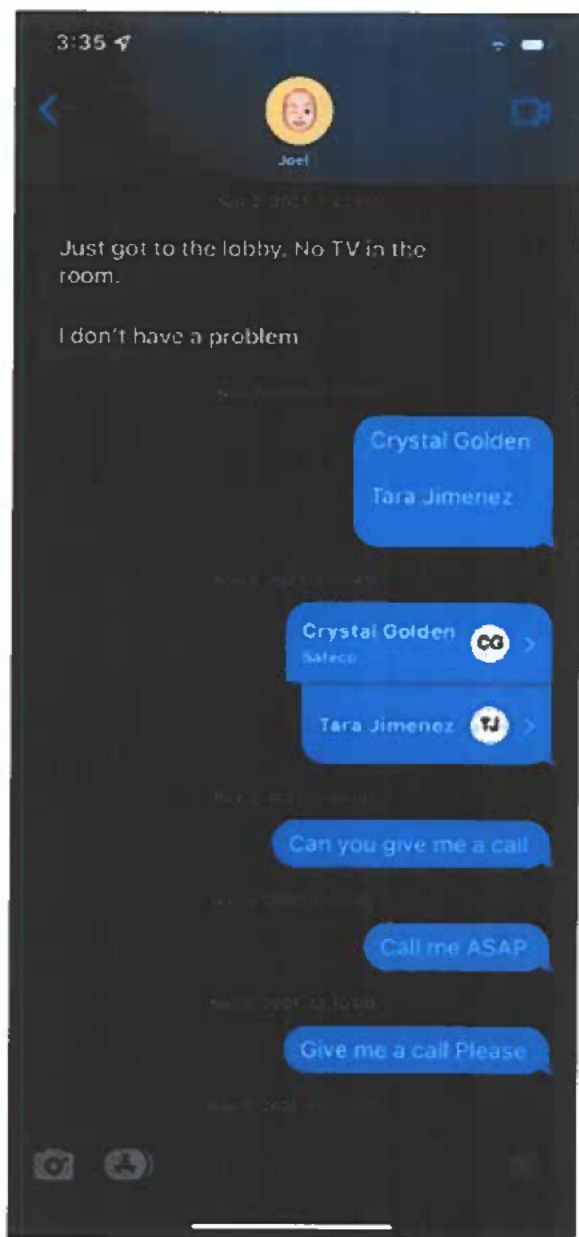 3:35
Joel
Just got to the lobby. No TV in the
room.
I don't have a problem
Crystal Golden
Tara Jimenez
Crystal Golden
CG
Safeco
Tara Jimenez
TJ
Can you give me a call
Call me ASAP
Give me a call Please